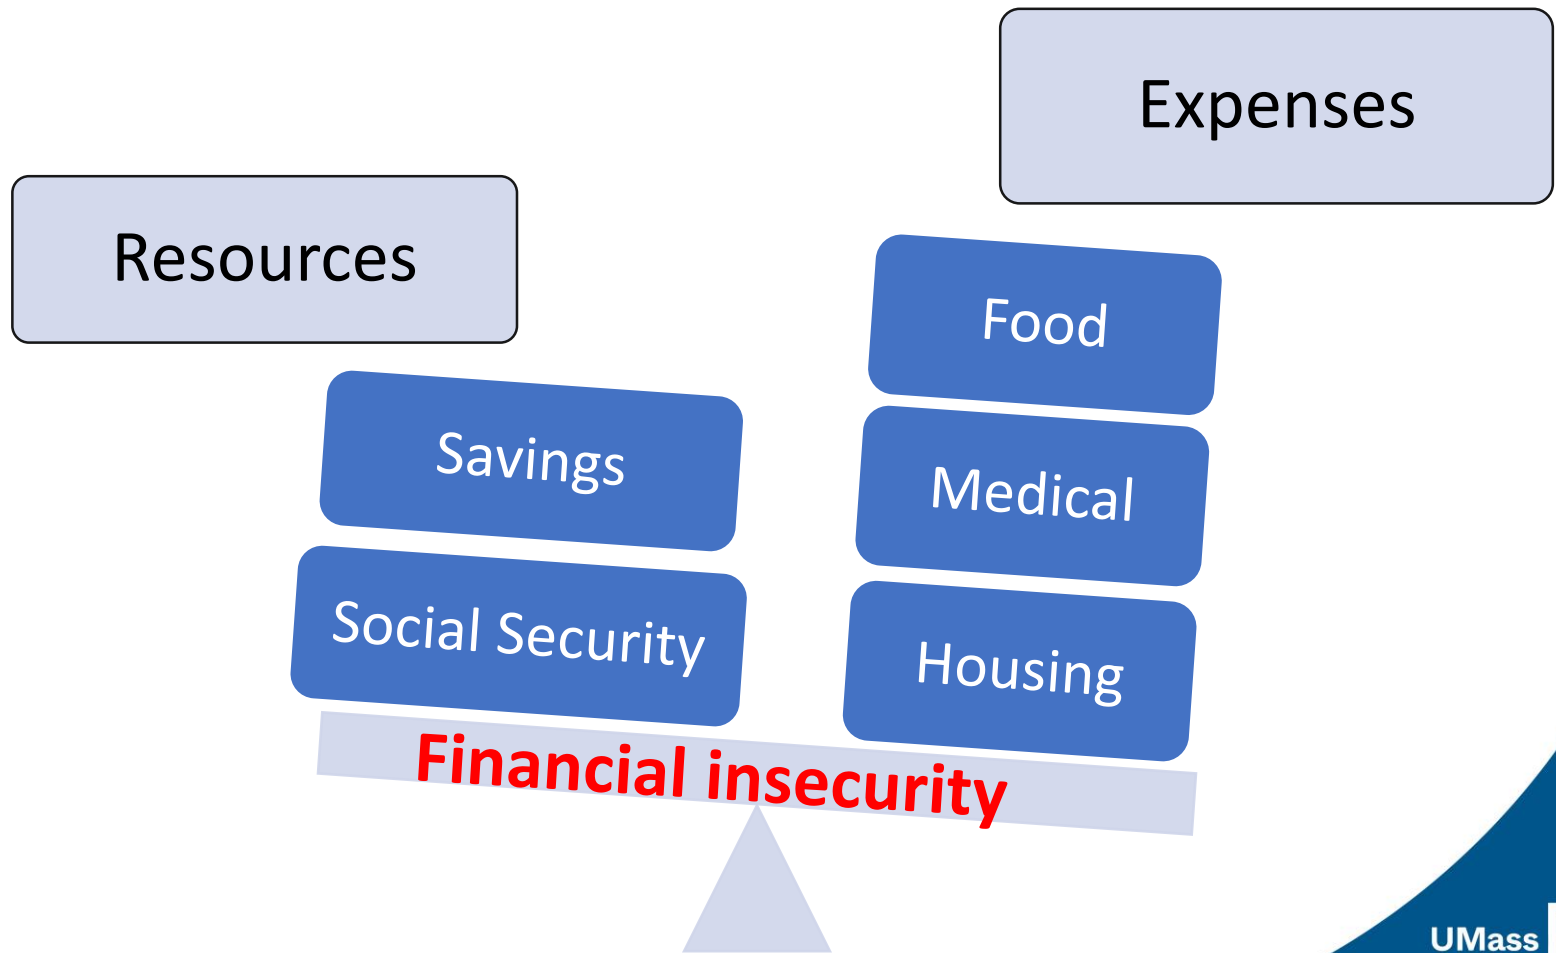 Expenses
Resources
Food
Savings
Medical
Social Security
Housing
Financial insecurity
UMass